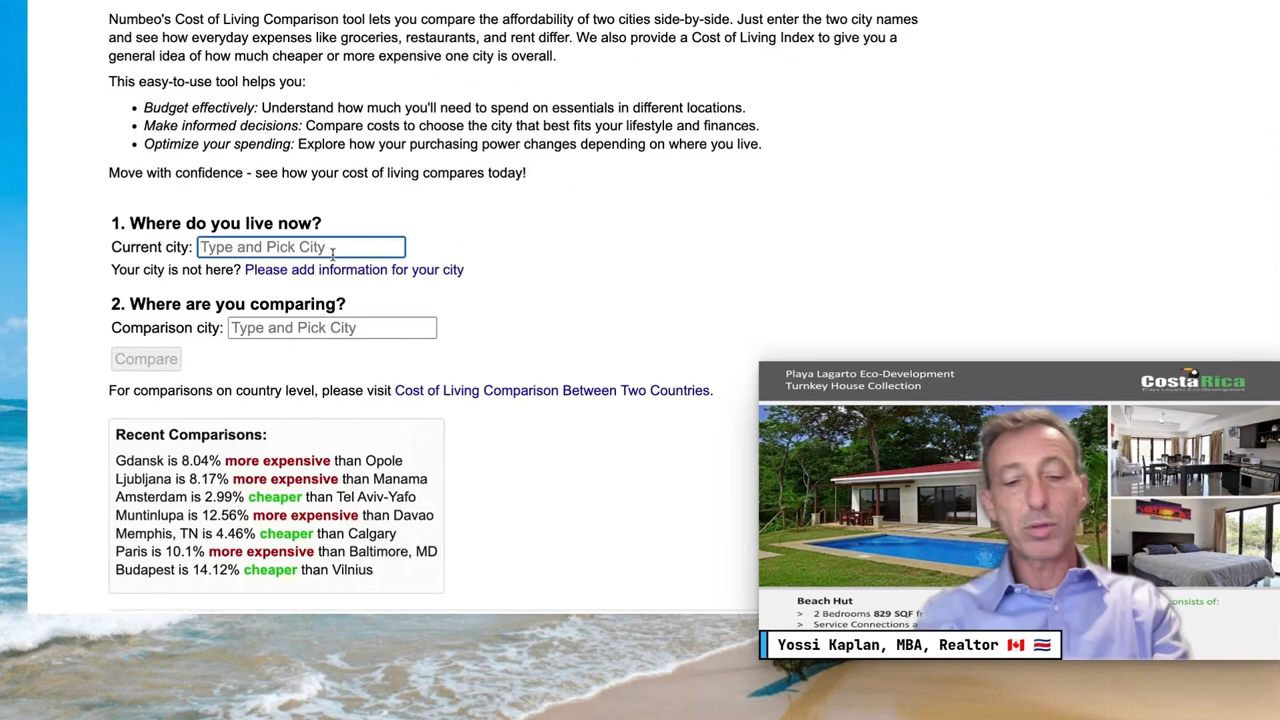 Numbeo's Cost of Living Comparison tool lets you compare the affordability of two cities side-by-side. Just enter the two city names
and see how everyday expenses like groceries, restaurants, and rent differ. We also provide a Cost of Living Index to give you a
general idea of how much cheaper or more expensive one city is overall.
This easy-to-use tool helps you:
• Budget effectively: Understand how much you'll need to spend on essentials in different locations.
• Make informed decisions: Compare costs to choose the city that best fits your lifestyle and finances.
• Optimize your spending: Explore how your purchasing power changes depending on where you live.
Move with confidence - see how your cost of living compares today!
1. Where do you live now?
Current city: Type and Pick City
Your city is not here? Please add information for your city
2. Where are you comparing?
Comparison city: Type and Pick City
Compare
For comparisons on country level, please visit Cost of Living Comparison Between Two Countries.
Recent Comparisons:
Gdansk is 8.04% more expensive than Opole
Ljubljana is 8.17% more expensive than Manama
Amsterdam is 2.99% cheaper than Tel Aviv-Yafo
Muntinlupa is 12.56% more expensive than Davao
Memphis, TN is 4.46% cheaper than Calgary
Paris is 10.1% more expensive than Baltimore, MD
Budapest is 14.12% cheaper than Vilnius
Playa Lagarto Eco-Development
Turnkey House Collection
CostaRica
Playa Lagarto Eco-Development
Beach Hut
> 2 Bedrooms 829 SQF
consists of:
> Service Connections
Yossi Kaplan, MBA, Realtor